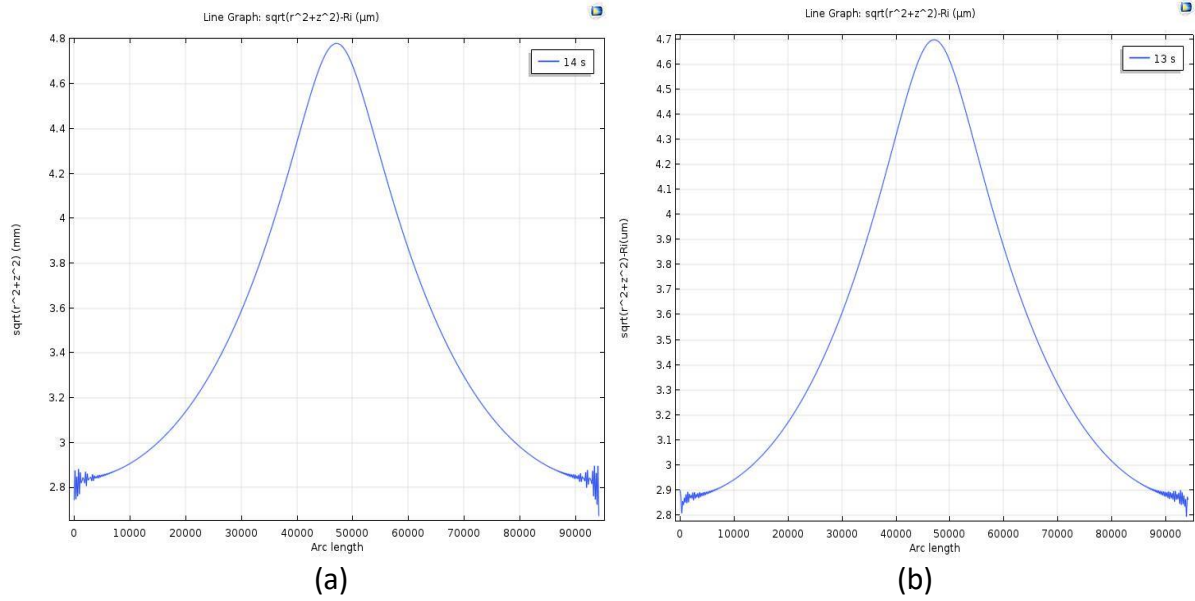 Line Graph: sqrt(r^2+z^2)-Ri (µm)
14 s
4.8
4.6
4.4
4.2
4
3.8
3.6
3.4
3.2
3
2.8
sqrt(r^2+z^2) (mm)
0 10000 20000 30000 40000 50000 60000 70000 80000 90000
Arc length
(a)
Line Graph: sqrt(r^2+z^2)-Ri (µm)
13 s
4.7
4.6
4.5
4.4
4.3
4.2
4.1
4
3.9
3.8
3.7
3.6
3.5
3.4
3.3
3.2
3.1
3
2.9
2.8
sqrt(r^2+z^2)-Ri(um)
0 10000 20000 30000 40000 50000 60000 70000 80000 90000
Arc length
(b)